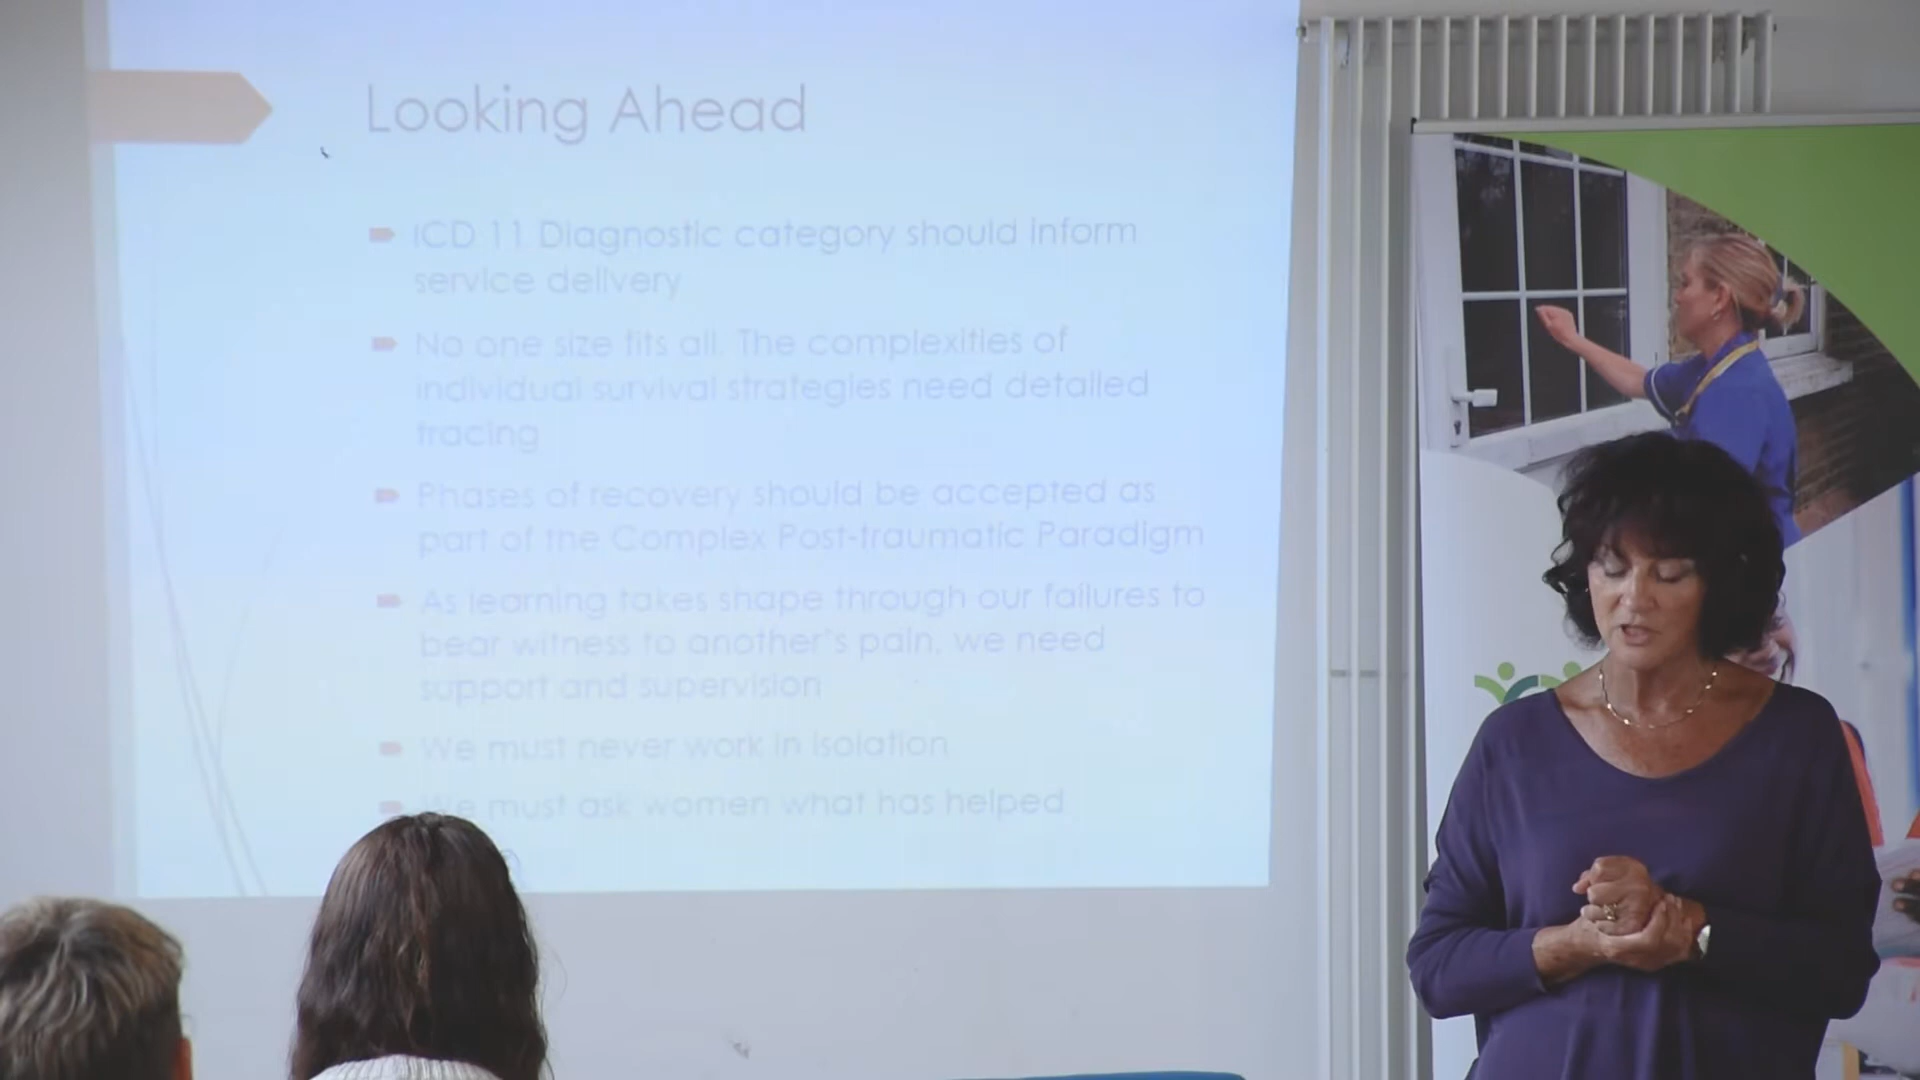 Looking Ahead
ICD 11 Diagnostic category should inform
service delivery
No one size fits all. The complexities of
individual survival strategies need detailed
tracing
Phases of recovery should be accepted as
part of the Complex Post-traumatic Paradigm
As learning takes shape through our failures to
bear witness to another's pain, we need
support and supervision
We must never work in isolation
We must ask women what has helped